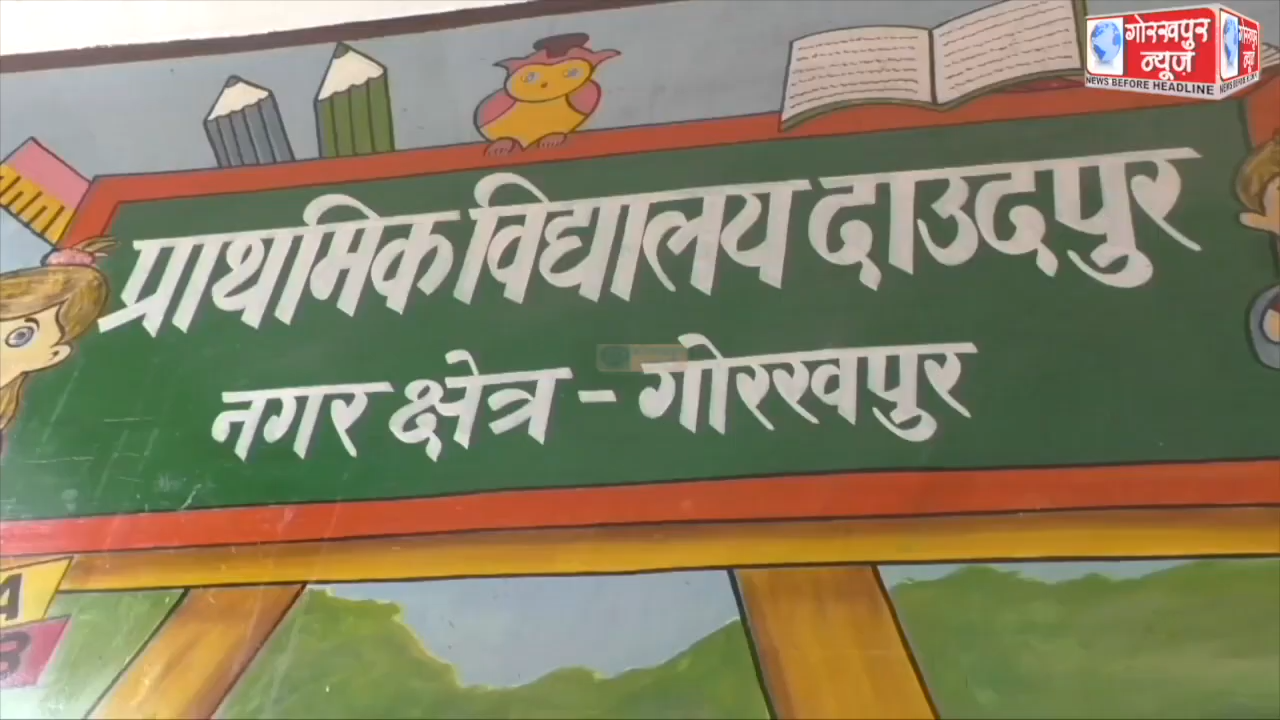 गोरखपुर
न्यूज़
NEWS BEFORE HEADLINE
प्राथमिक विद्यालय दाउदपुर
नगर क्षेत्र - गोरखपुर
A
B